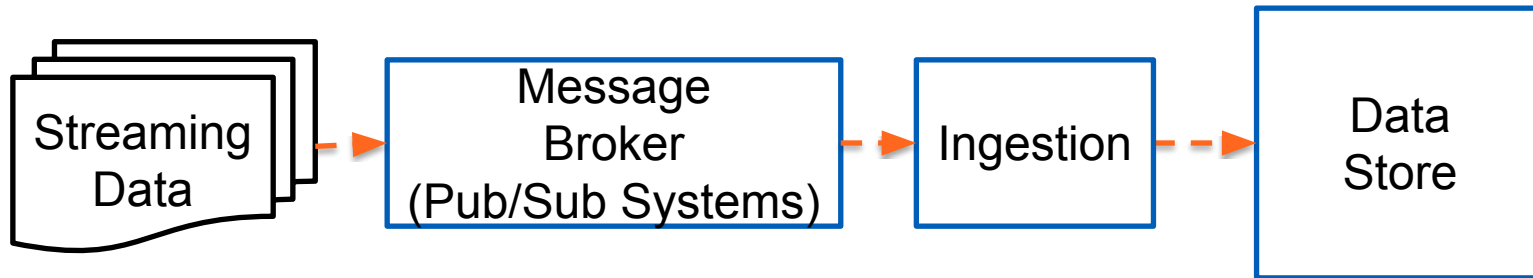 Streaming
Data
Message
Broker
(Pub/Sub Systems)
Ingestion
Data
Store